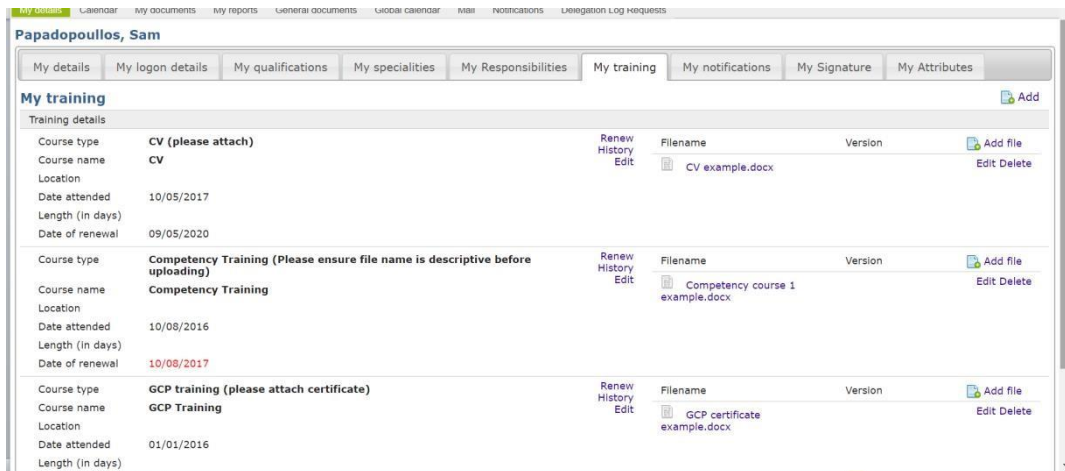 My details Calendar My documents My reports General documents Global calendar Mail Notifications Delegation Log Requests
Papadopoullos, Sam
My details My logon details My qualifications My specialities My Responsibilities My training My notifications My Signature My Attributes
My training Add
Training details
Course type CV (please attach) Renew Filename Version Add file
History
Course name CV Edit CV example.docx Edit Delete
Location
Date attended 10/05/2017
Length (in days)
Date of renewal 09/05/2020
Course type Competency Training (Please ensure file name is descriptive before Renew Filename Version Add file
uploading) History
Edit Competency course 1 Edit Delete
Course name Competency Training example.docx
Location
Date attended 10/08/2016
Length (in days)
Date of renewal 10/08/2017
Course type GCP training (please attach certificate) Renew Filename Version Add file
History
Course name GCP Training Edit GCP certificate Edit Delete
Location example.docx
Date attended 01/01/2016
Length (in days)